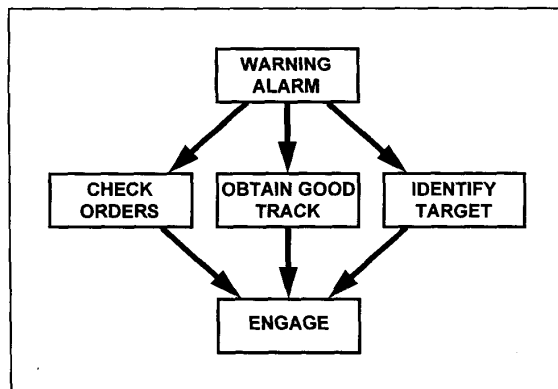 WARNING
ALARM
CHECK
ORDERS
OBTAIN GOOD
TRACK
IDENTIFY
TARGET
ENGAGE